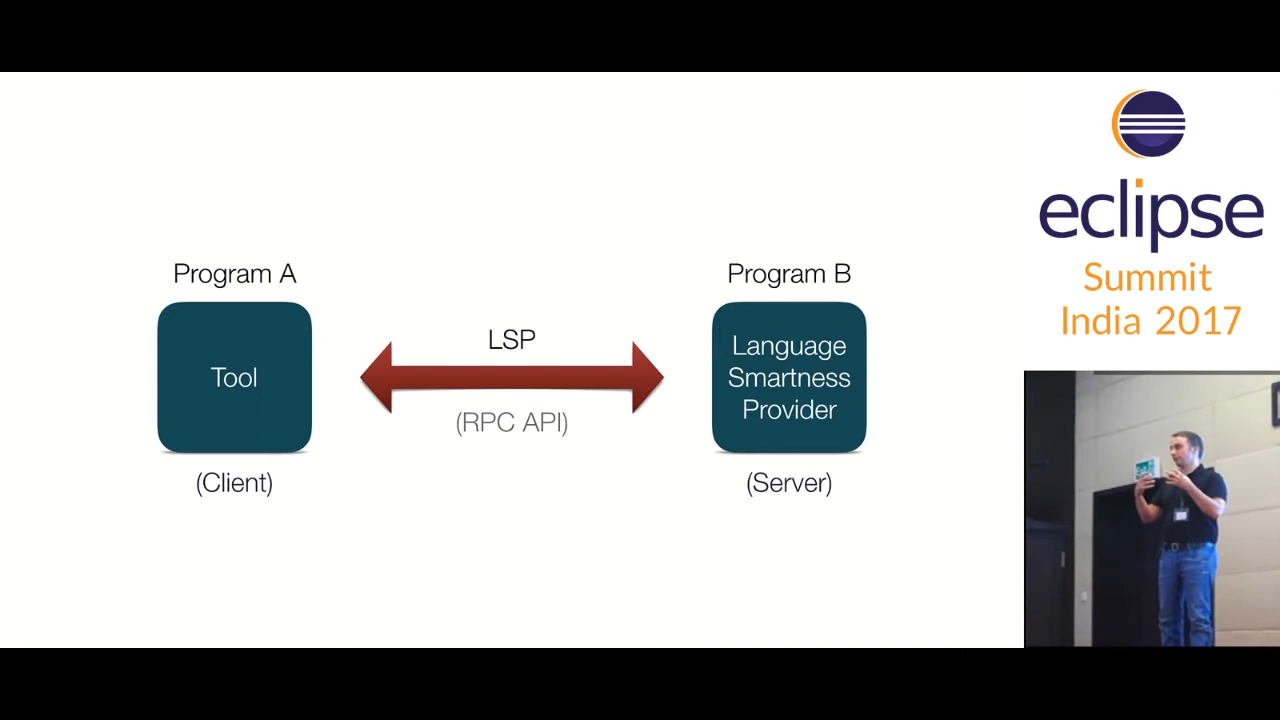 Program A
Tool
(Client)
LSP
(RPC API)
Program B
Language
Smartness
Provider
(Server)
eclipse
Summit
India 2017